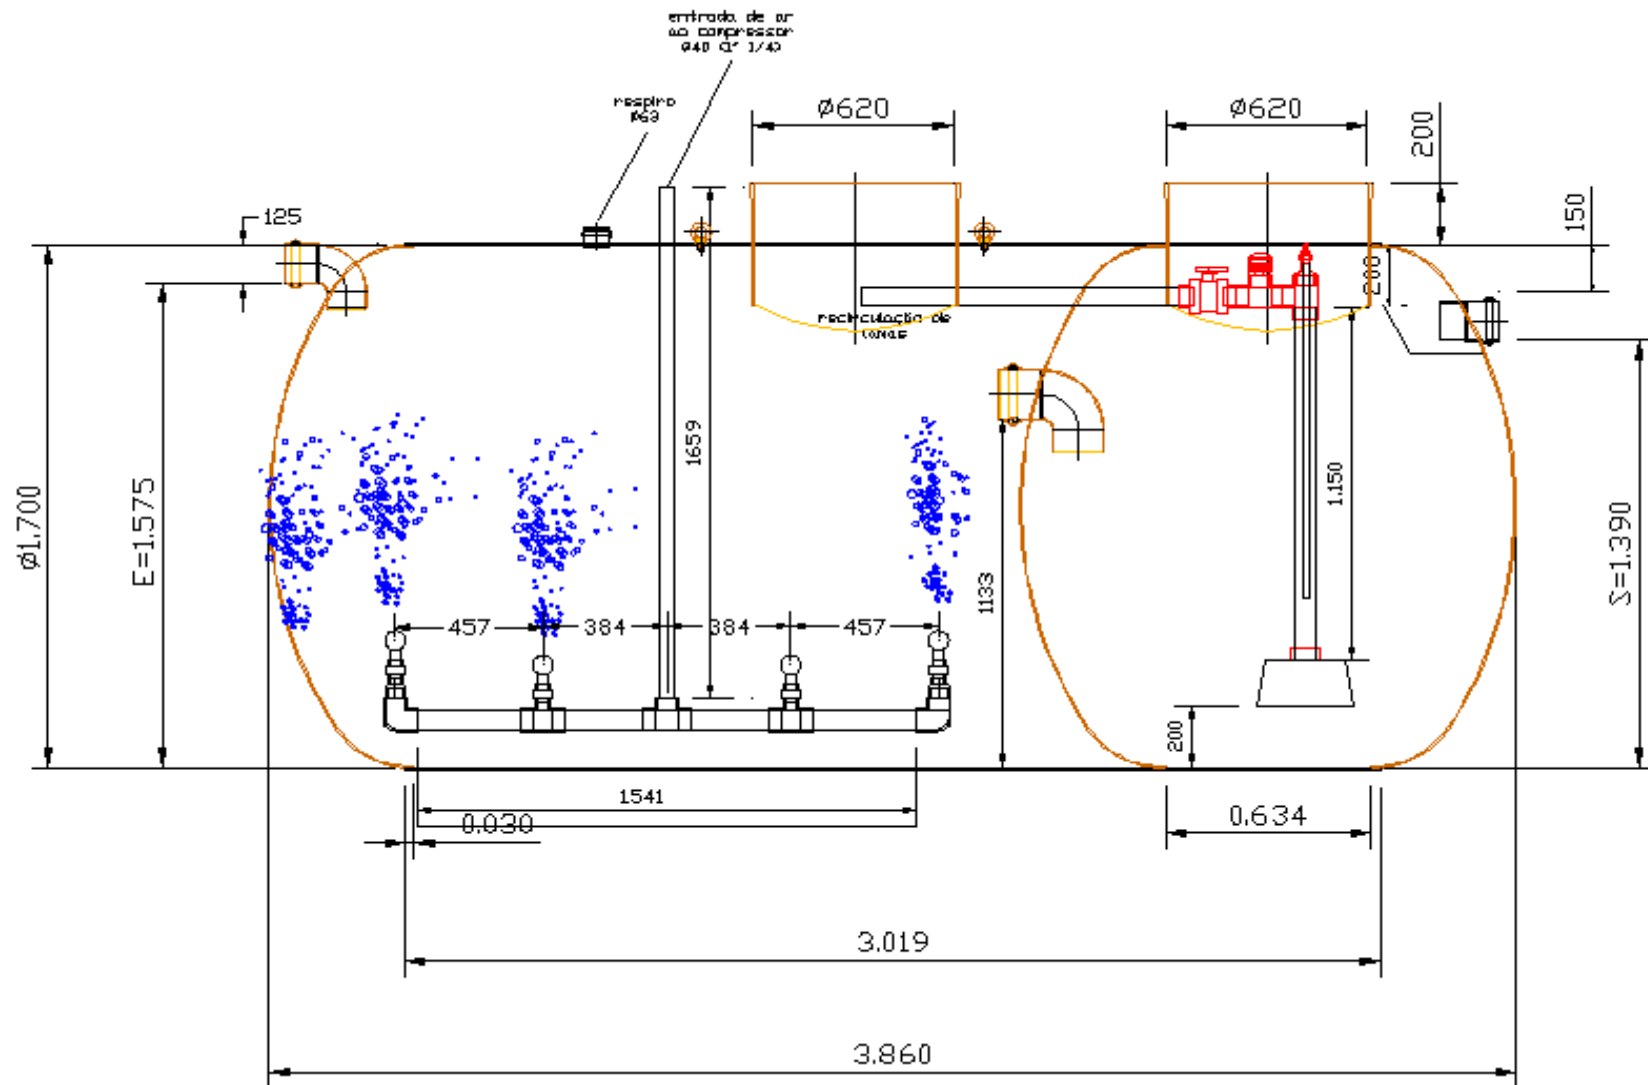 entrada de ar
ao compressor
Ø40 (1" 1/4)
respiro
Ø63
Ø620
Ø620
200
125
150
200
recirculação de
lamas
Ø1.700
E=1.575
1659
1133
1.150
S=1.390
457
384
384
457
200
1541
0.030
0.634
3.019
3.860